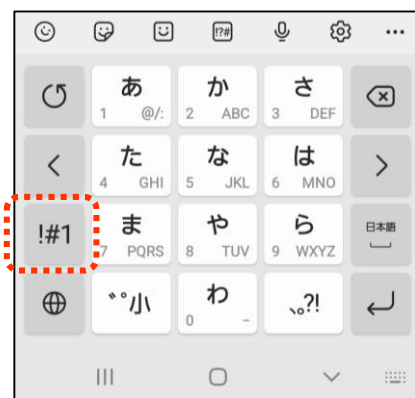 !?#
あ か さ
1 @/: 2 ABC 3 DEF
た な は
4 GHI 5 JKL 6 MNO
!#1 ま や ら 日本語
7 PQRS 8 TUV 9 WXYZ
゛゜小 わ 、。?!
0 -